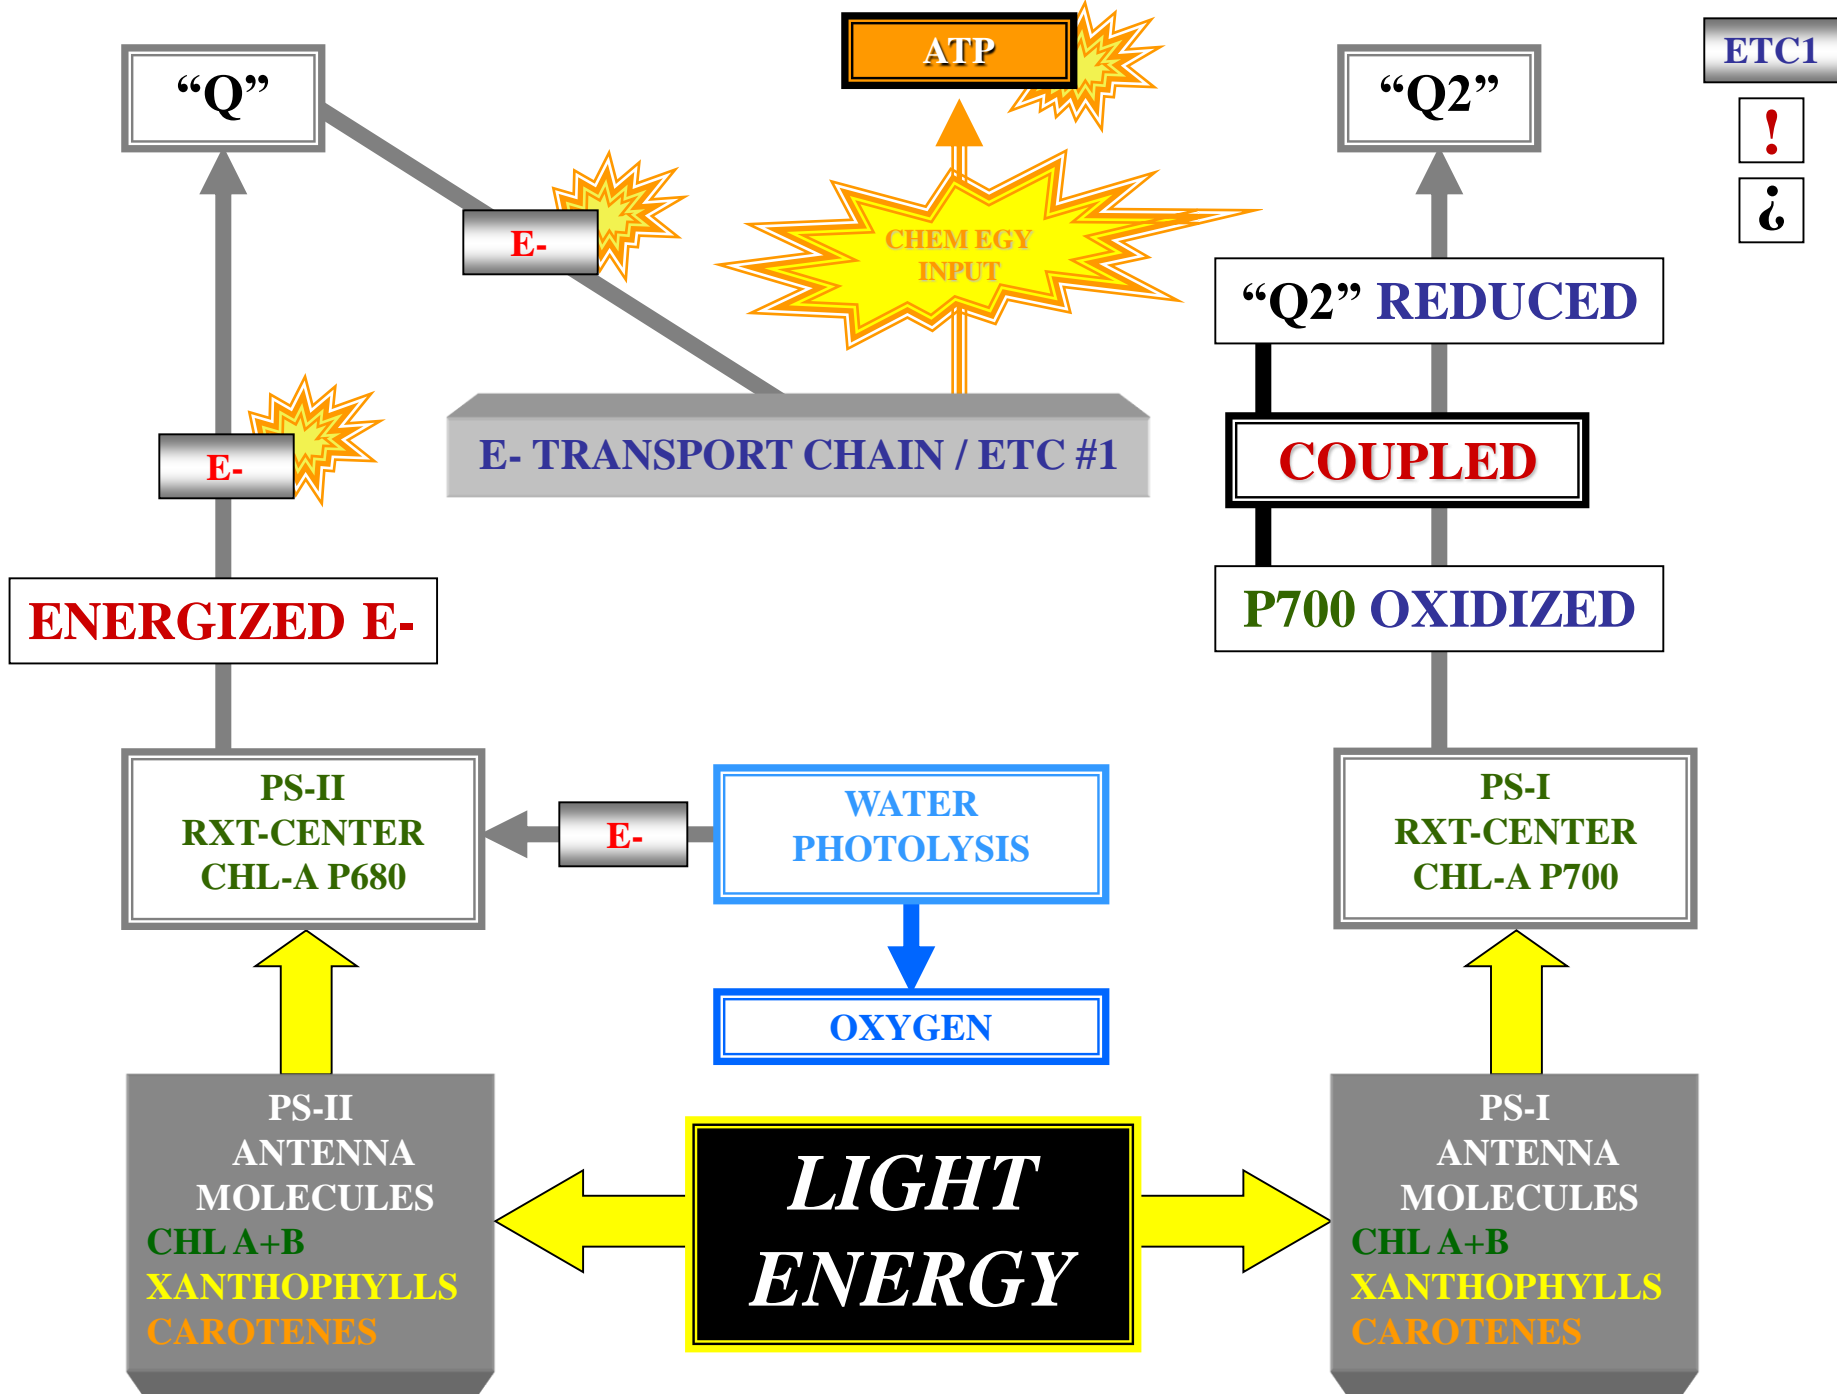 “Q”
ATP
“Q2”
ETC1
!
¿
E-
CHEM EGY
INPUT
“Q2” REDUCED
E- TRANSPORT CHAIN / ETC #1
COUPLED
E-
ENERGIZED E-
P700 OXIDIZED
PS-II
RXT-CENTER
CHL-A P680
E-
WATER
PHOTOLYSIS
PS-I
RXT-CENTER
CHL-A P700
OXYGEN
PS-II
ANTENNA
MOLECULES
CHL A+B
XANTHOPHYLLS
CAROTENES
LIGHT
ENERGY
PS-I
ANTENNA
MOLECULES
CHL A+B
XANTHOPHYLLS
CAROTENES